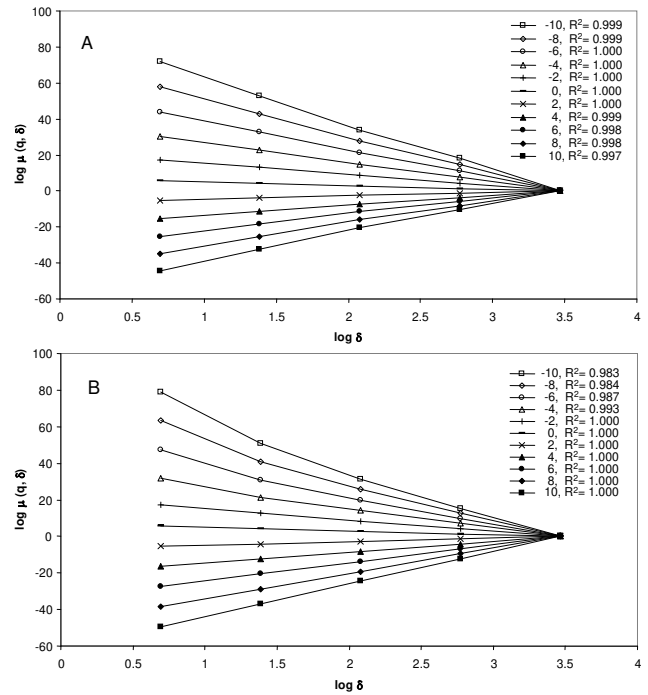 A
100
80
60
40
20
0
-20
-40
-60
log μ (q, δ)
0 0.5 1 1.5 2 2.5 3 3.5 4
log δ
-10, R²= 0.999
-8, R²= 0.999
-6, R²= 1.000
-4, R²= 1.000
-2, R²= 1.000
0, R²= 1.000
2, R²= 1.000
4, R²= 0.999
6, R²= 0.998
8, R²= 0.998
10, R²= 0.997
B
100
80
60
40
20
0
-20
-40
-60
log μ (q, δ)
0 0.5 1 1.5 2 2.5 3 3.5 4
log δ
-10, R²= 0.983
-8, R²= 0.984
-6, R²= 0.987
-4, R²= 0.993
-2, R²= 1.000
0, R²= 1.000
2, R²= 1.000
4, R²= 1.000
6, R²= 1.000
8, R²= 1.000
10, R²= 1.000